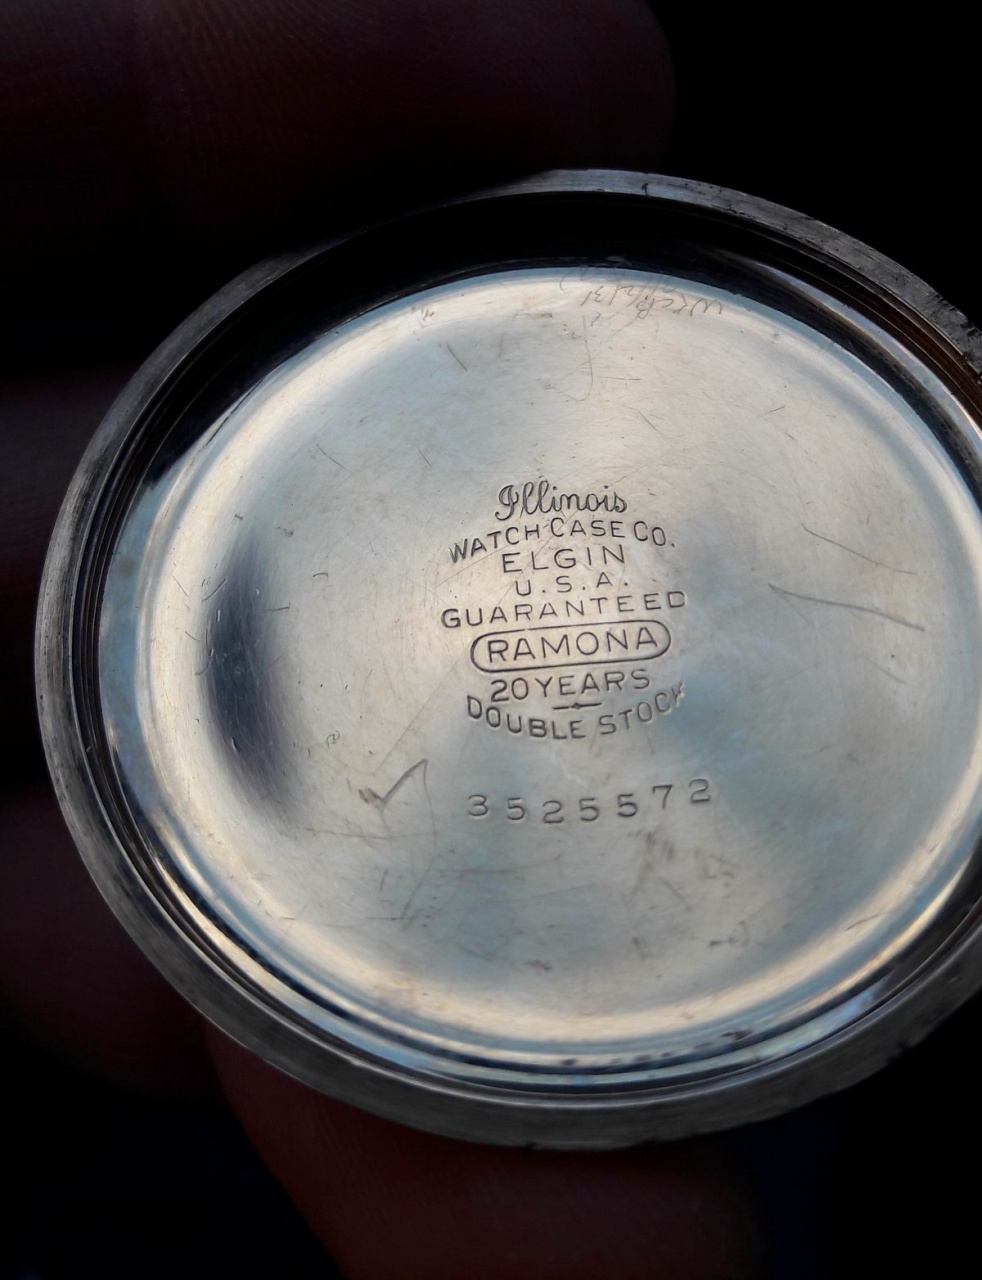 Illinois
WATCH CASE CO.
ELGIN
U.S.A.
GUARANTEED
RAMONA
20 YEARS
DOUBLE STOCK
3525572